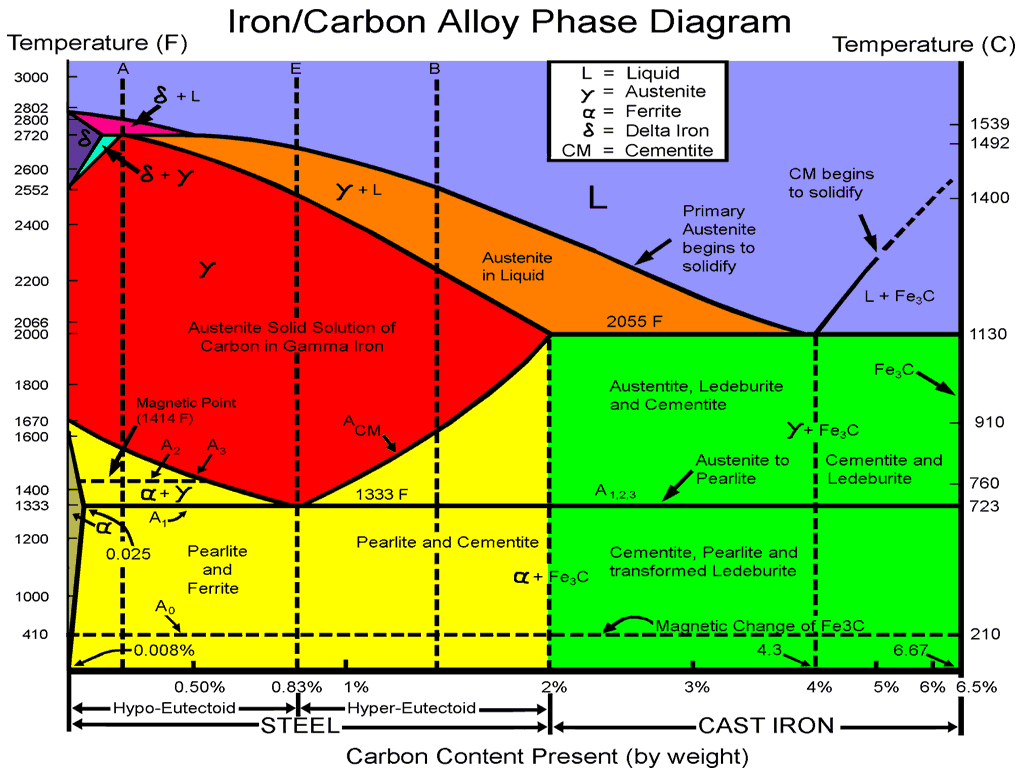 Iron/Carbon Alloy Phase Diagram
Temperature (F)
Temperature (C)
A
E
B
L = Liquid
γ = Austenite
α = Ferrite
δ = Delta Iron
CM = Cementite
3000
2802
2800
2720
2600
2552
2400
2200
2066
2000
1800
1670
1600
1400
1333
1200
1000
410
1539
1492
1400
1130
910
760
723
210
δ + L
δ
δ + γ
γ + L
L
CM begins
to solidify
Primary
Austenite
begins to
solidify
Austenite
in Liquid
L + Fe3C
γ
2055 F
Austenite Solid Solution of
Carbon in Gamma Iron
Fe3C
Austentite, Ledeburite
and Cementite
Magnetic Point
(1414 F)
ACM
γ + Fe3C
A2
A3
Austenite to
Pearlite
Cementite and
Ledeburite
α + γ
1333 F
A1,2,3
A1
α
0.025
Pearlite
and
Ferrite
Pearlite and Cementite
Cementite, Pearlite and
transformed Ledeburite
α + Fe3C
A0
Magnetic Change of Fe3C
0.008%
4.3
6.67
0.50%
0.83%
1%
2%
3%
4%
5%
6%
6.5%
Hypo-Eutectoid
Hyper-Eutectoid
STEEL
CAST IRON
Carbon Content Present (by weight)